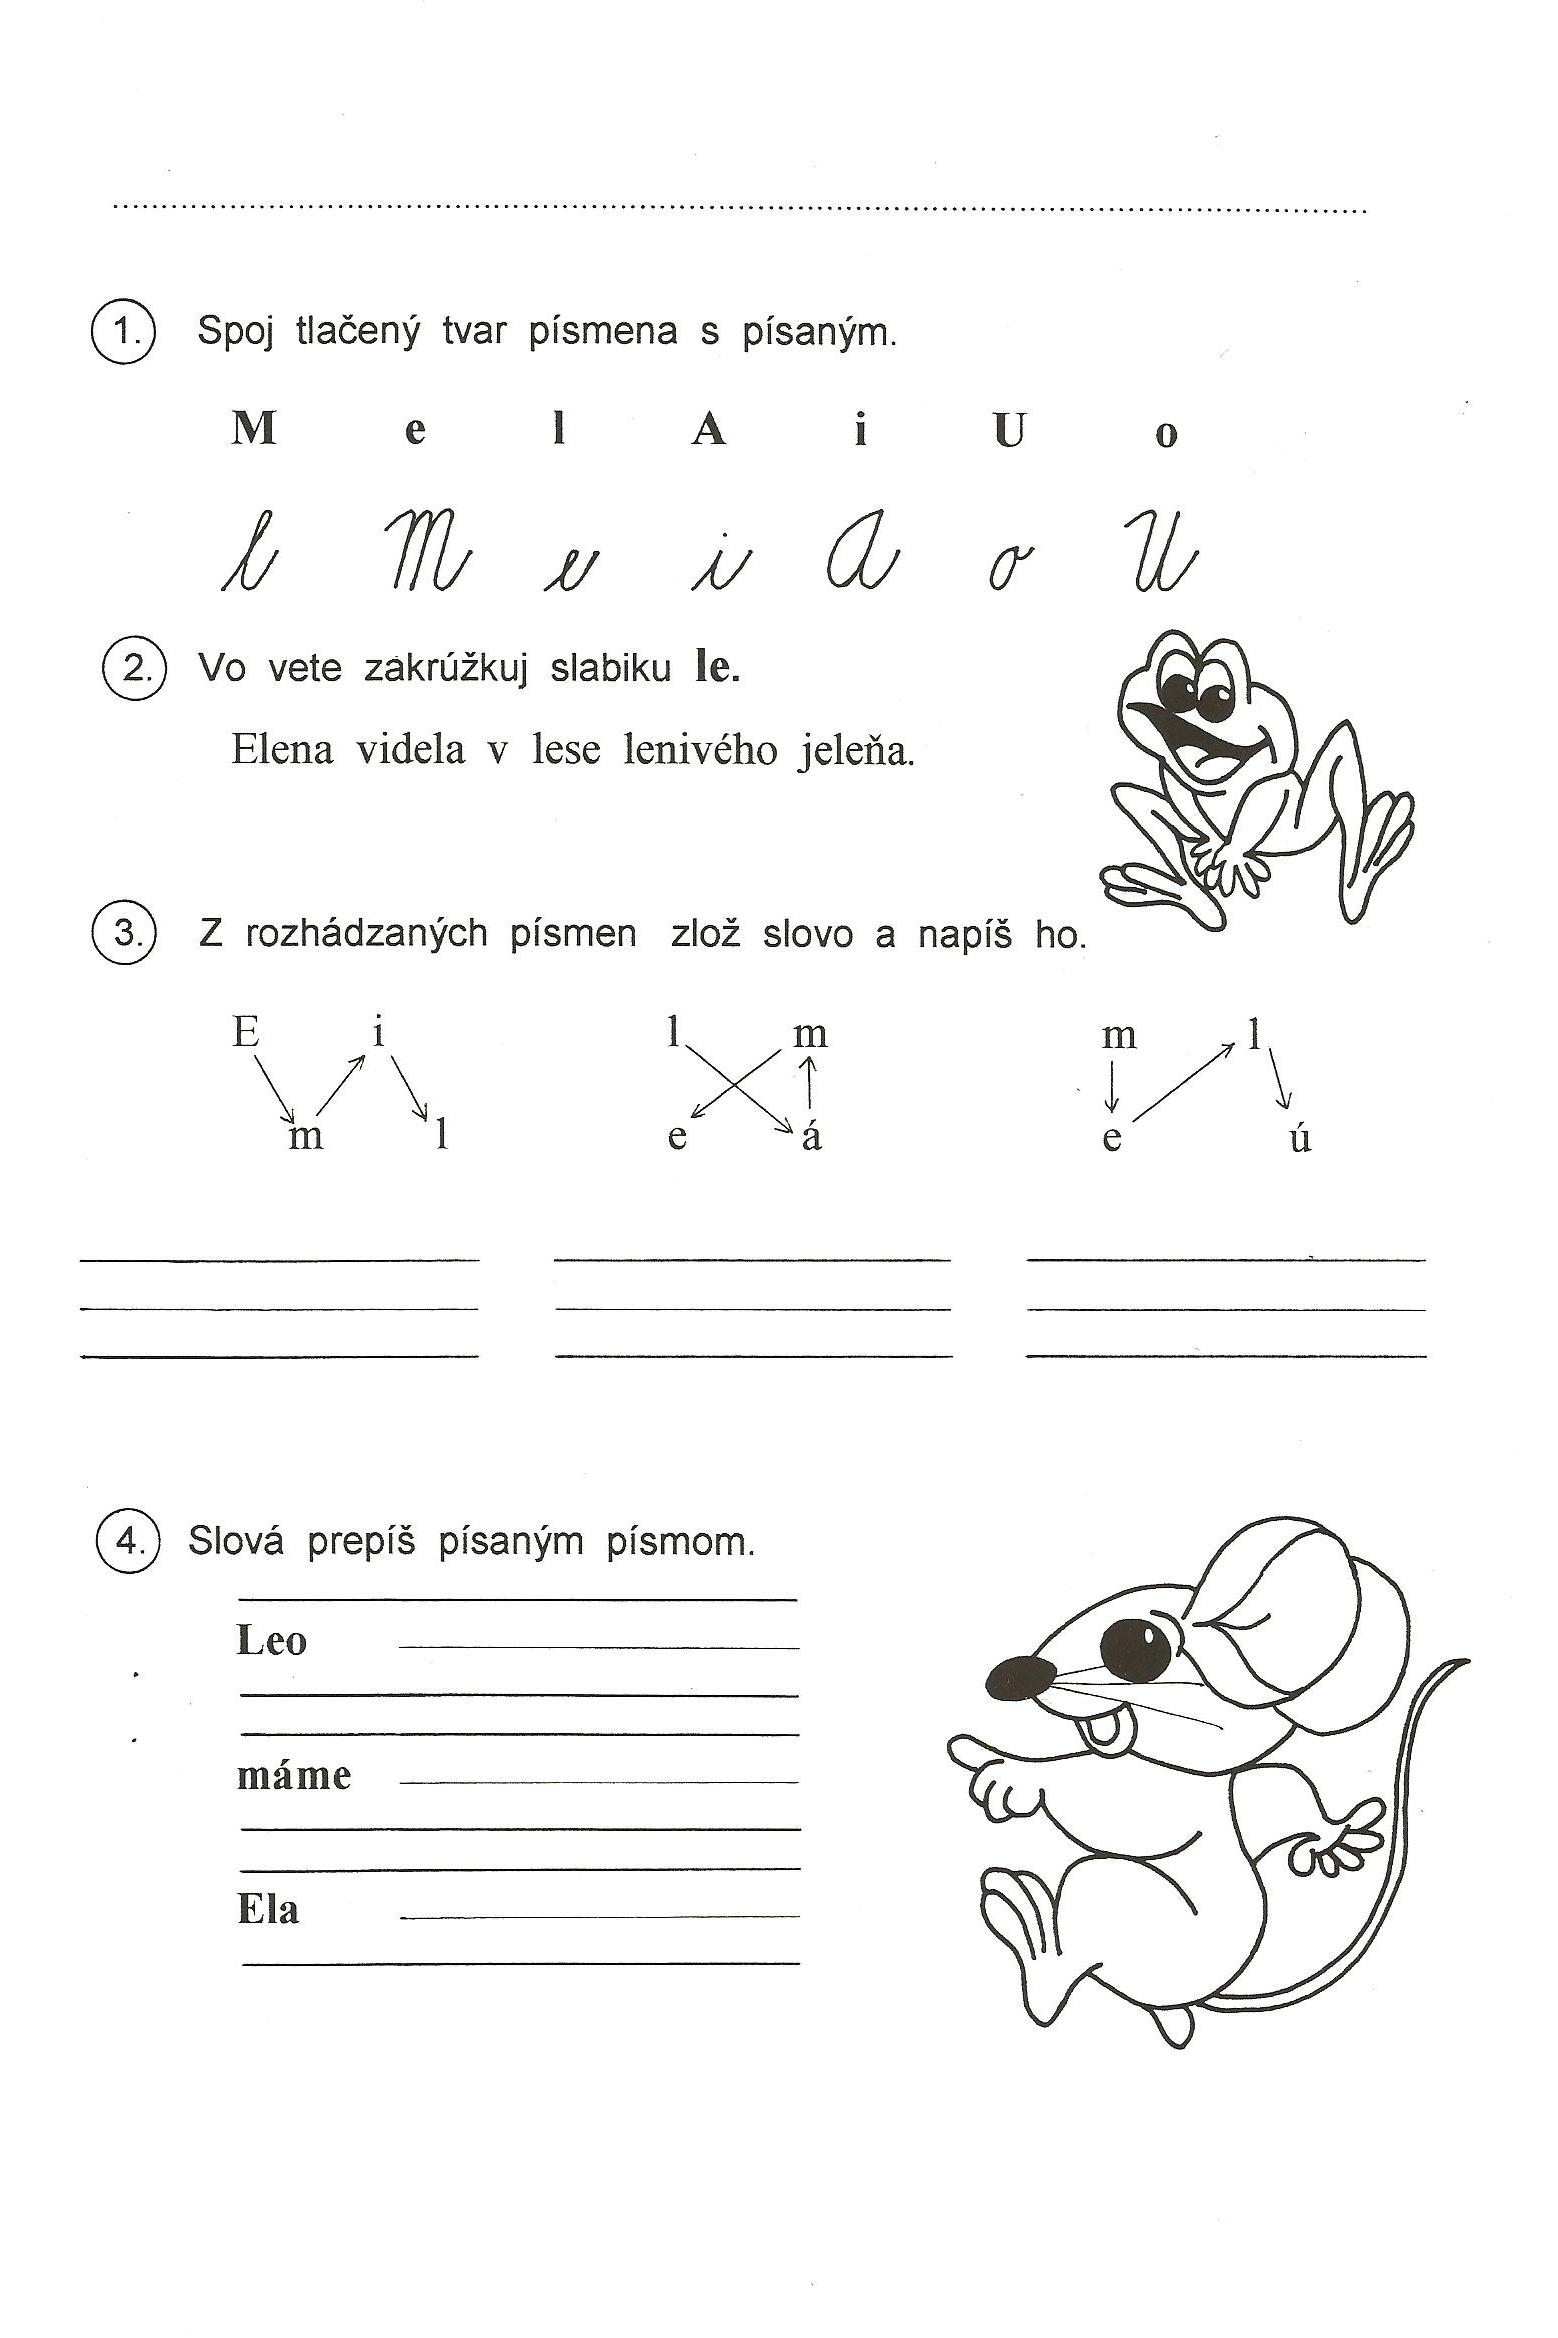 1. Spoj tlačený tvar písmena s písaným.
M e l A i U o
l M e i A o U
2. Vo vete zakrúžkuj slabiku le.
Elena videla v lese lenivého jeleňa.
3. Z rozhádzaných písmen zlož slovo a napíš ho.
E i l m m l
m l e á e ú
4. Slová prepíš písaným písmom.
Leo
máme
Ela